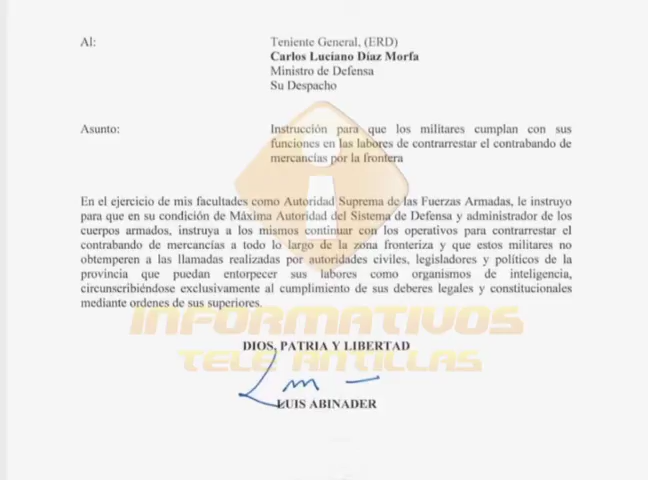 Al:
Teniente General, (ERD)
Carlos Luciano Díaz Morfa
Ministro de Defensa
Su Despacho
Asunto:
Instrucción para que los militares cumplan con sus
funciones en las labores de contrarrestar el contrabando de
mercancías por la frontera
En el ejercicio de mis facultades como Autoridad Suprema de las Fuerzas Armadas, le instruyo
para que en su condición de Máxima Autoridad del Sistema de Defensa y administrador de los
cuerpos armados, instruya a los mismos continuar con los operativos para contrarrestar el
contrabando de mercancías a todo lo largo de la zona fronteriza y que estos militares no
obtemperen a las llamadas realizadas por autoridades civiles, legisladores y políticos de la
provincia que puedan entorpecer sus labores como organismos de inteligencia,
circunscribiéndose exclusivamente al cumplimiento de sus deberes legales y constitucionales
mediante ordenes de sus superiores.
INFORMATIVOS
TELE ANTILLAS
DIOS, PATRIA Y LIBERTAD
LUIS ABINADER